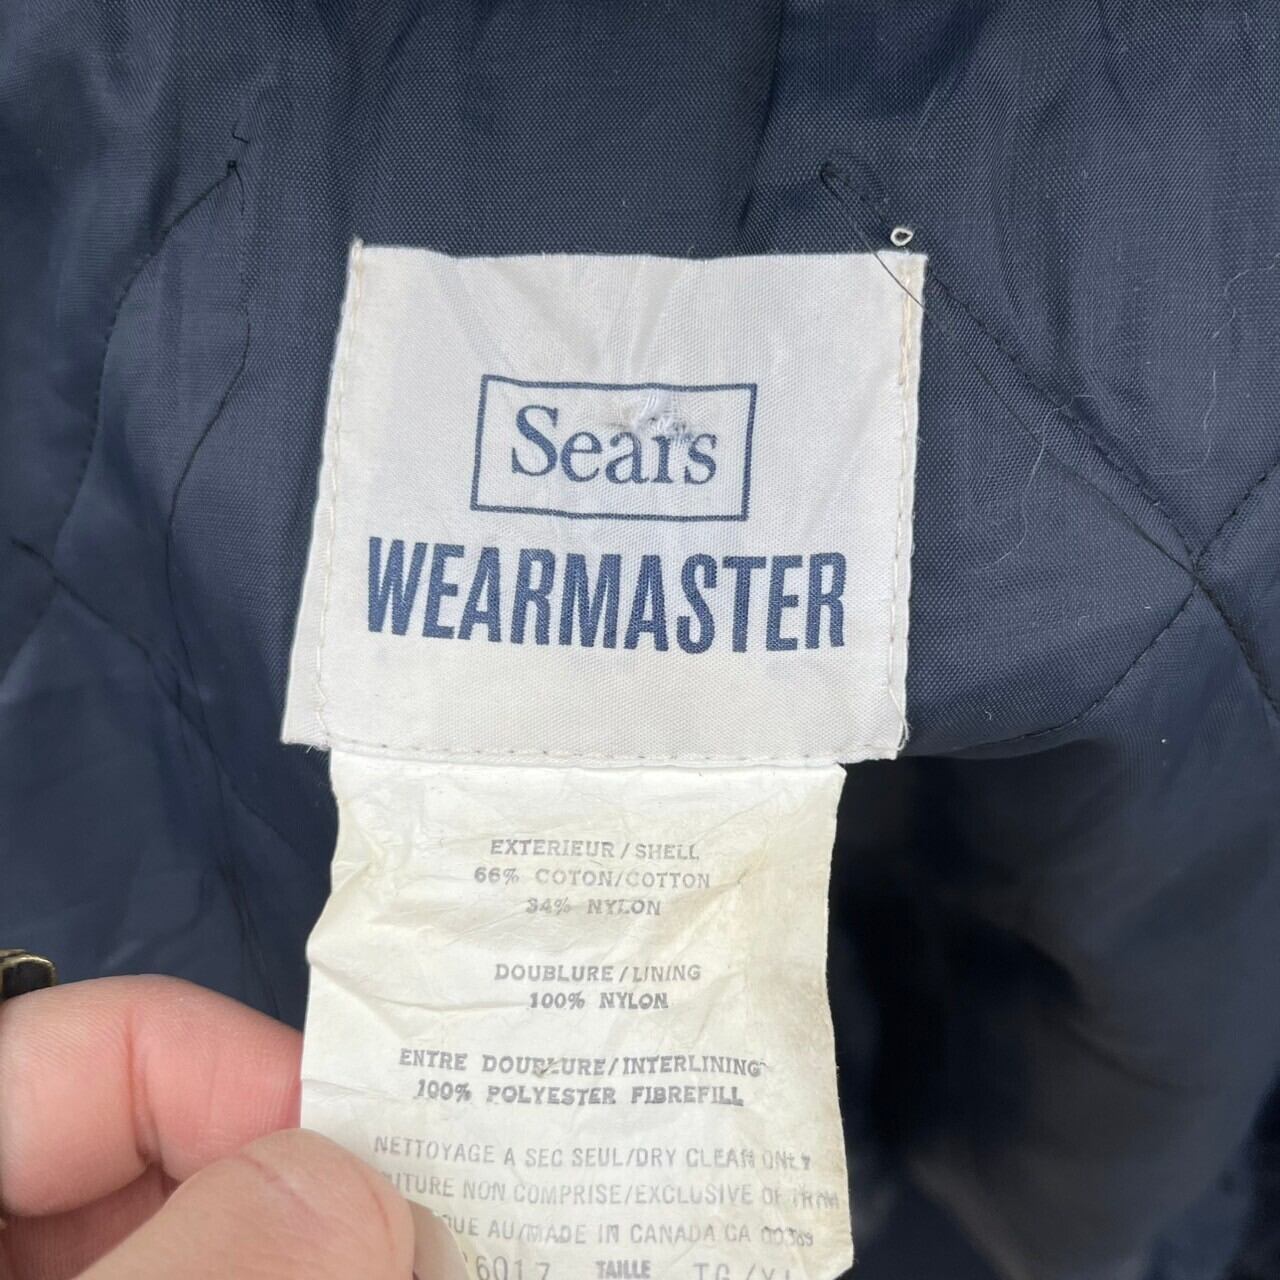 Sears
WEARMASTER
EXTERIEUR/SHELL
66% COTON/COTTON
34% NYLON
DOUBLURE/LINING
100% NYLON
ENTRE DOUBLURE/INTERLINING
100% POLYESTER FIBREFILL
NETTOYAGE A SEC SEUL/DRY CLEAN ONLY
NON COMPRISE/EXCLUSIVE OF TRIM
AU/MADE IN CANADA CA 00389
6017 TAILLE TG/XL